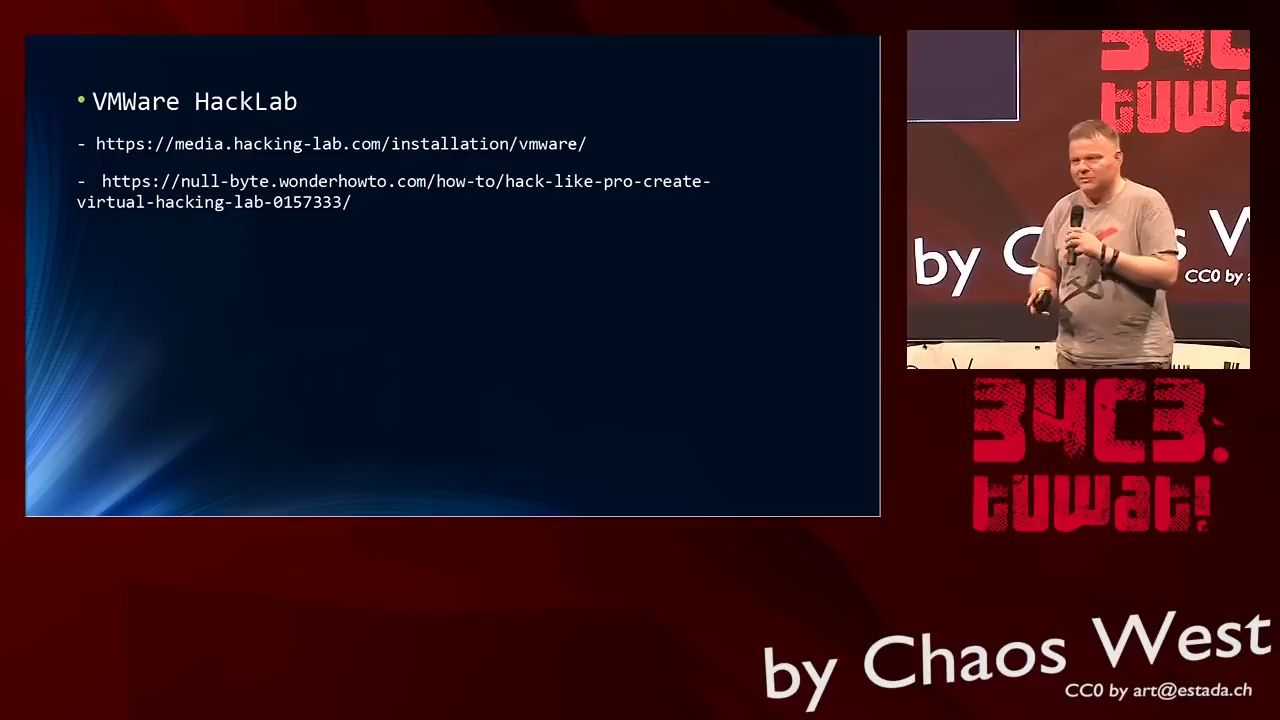 • VMWare HackLab
- https://media.hacking-lab.com/installation/vmware/
- https://null-byte.wonderhowto.com/how-to/hack-like-pro-create-
virtual-hacking-lab-0157333/
34C3
tuwat
by C
s W
CC0 by a
34C3:
tuwat!
by Chaos West
CC0 by art@estada.ch